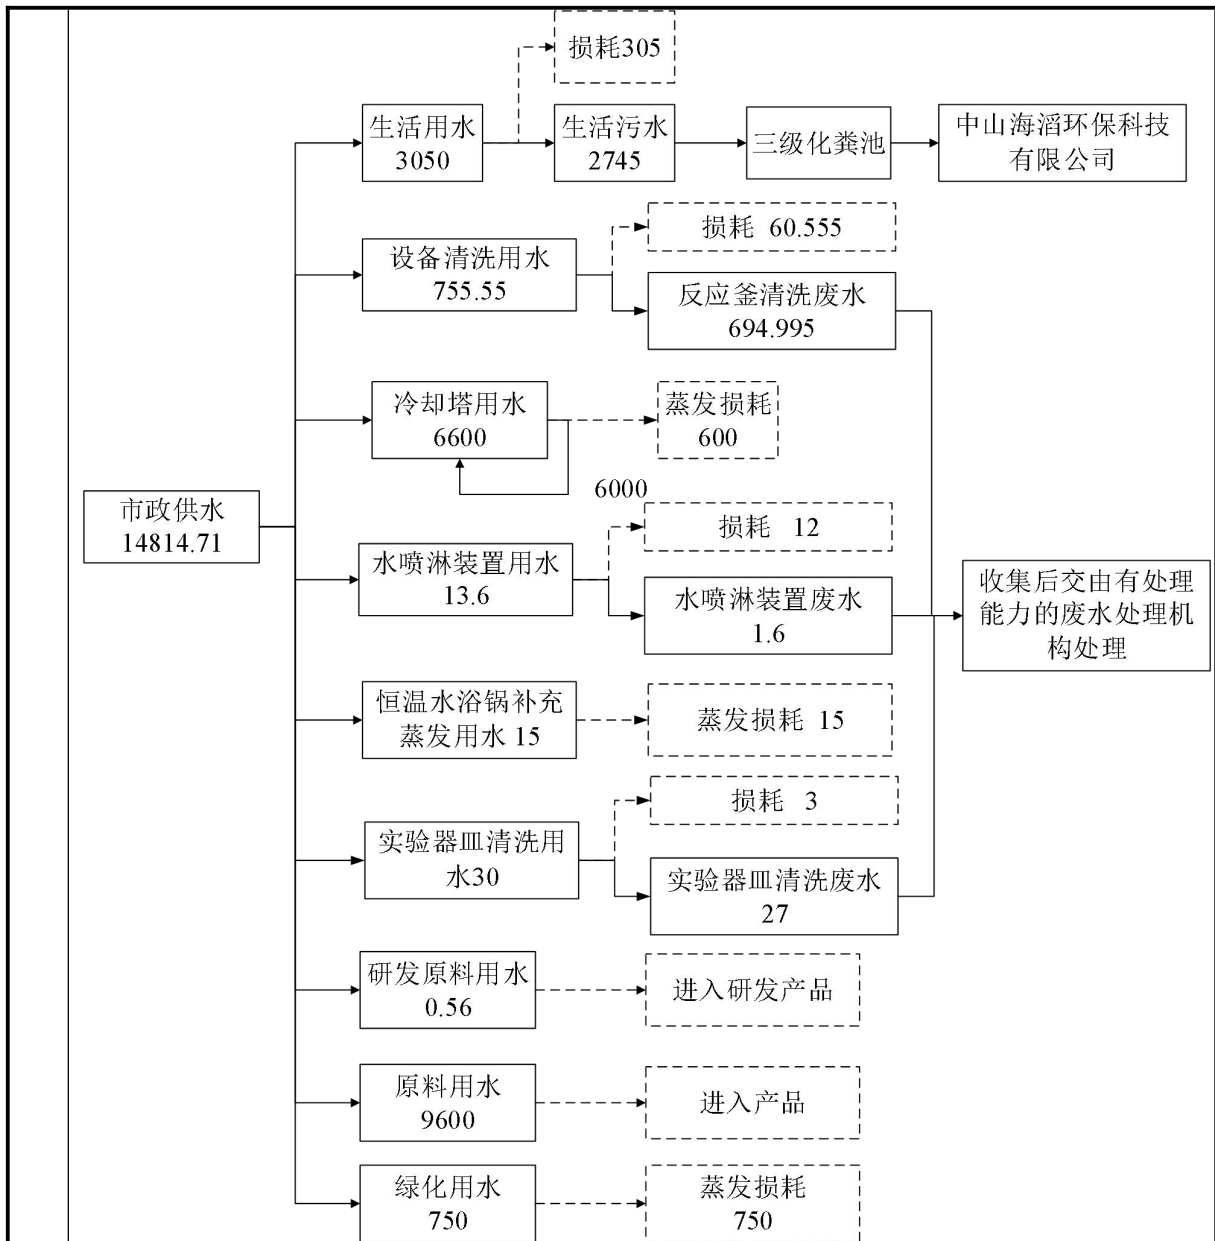 损耗305
生活用水
3050
生活污水
2745
三级化粪池
中山海滔环保科技
有限公司
损耗 60.555
设备清洗用水
755.55
反应釜清洗废水
694.995
冷却塔用水
6600
蒸发损耗
600
6000
市政供水
14814.71
损耗 12
水喷淋装置用水
13.6
水喷淋装置废水
1.6
收集后交由有处理
能力的废水处理机
构处理
恒温水浴锅补充
蒸发用水 15
蒸发损耗 15
损耗 3
实验器皿清洗用
水30
实验器皿清洗废水
27
研发原料用水
0.56
进入研发产品
原料用水
9600
进入产品
绿化用水
750
蒸发损耗
750